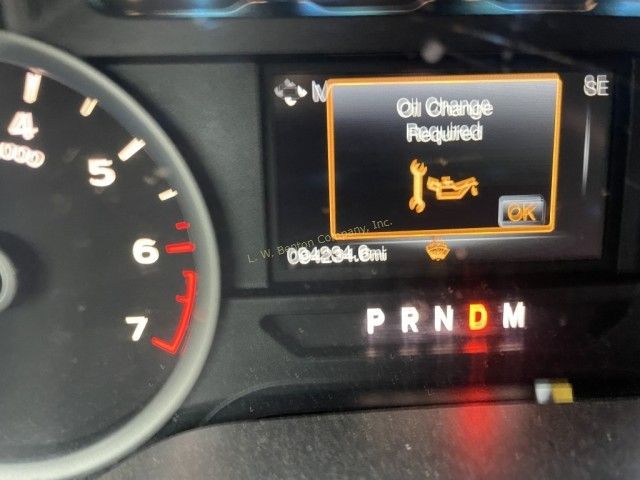 M
SE
Oil Change
Required
OK
4
000
5
6
7
L. W. Benton Company, Inc.
094234.6mi
P R N D M